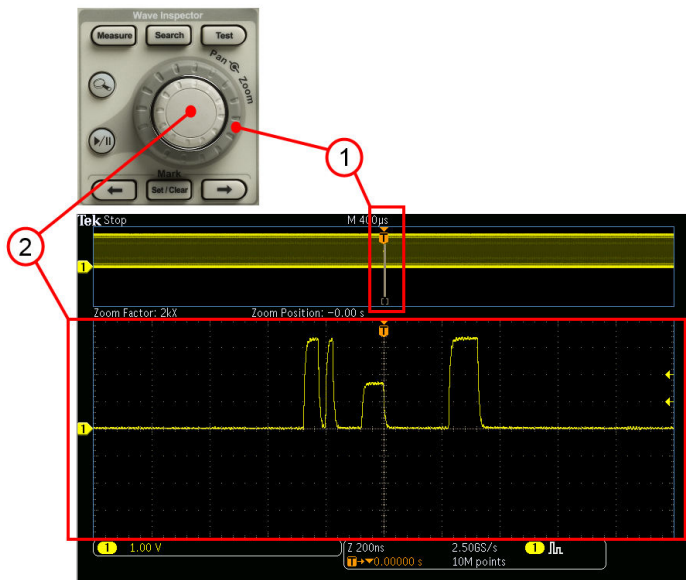 Wave Inspector
Measure Search Test
Pan Zoom
Mark
← Set / Clear →
1
2
Tek Stop M 400µs
T
1
Zoom Factor: 2kX Zoom Position: -0.00 s
T
1
1 1.00 V Z 200ns 2.50GS/s 1
T→▼0.00000 s 10M points